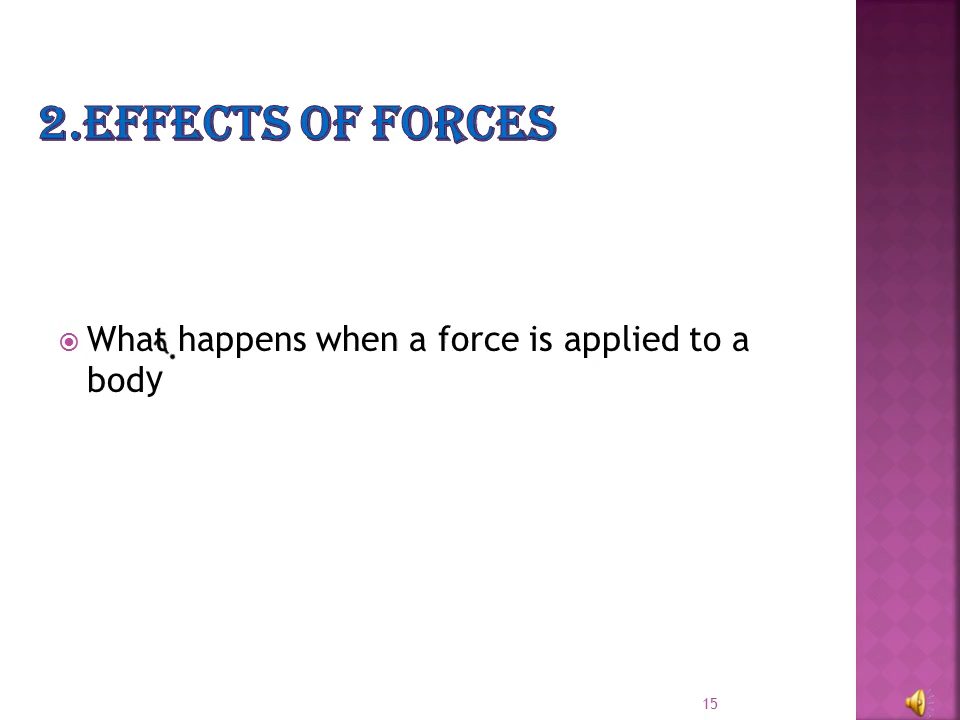 2.EFFECTS OF FORCES
What happens when a force is applied to a
body
15